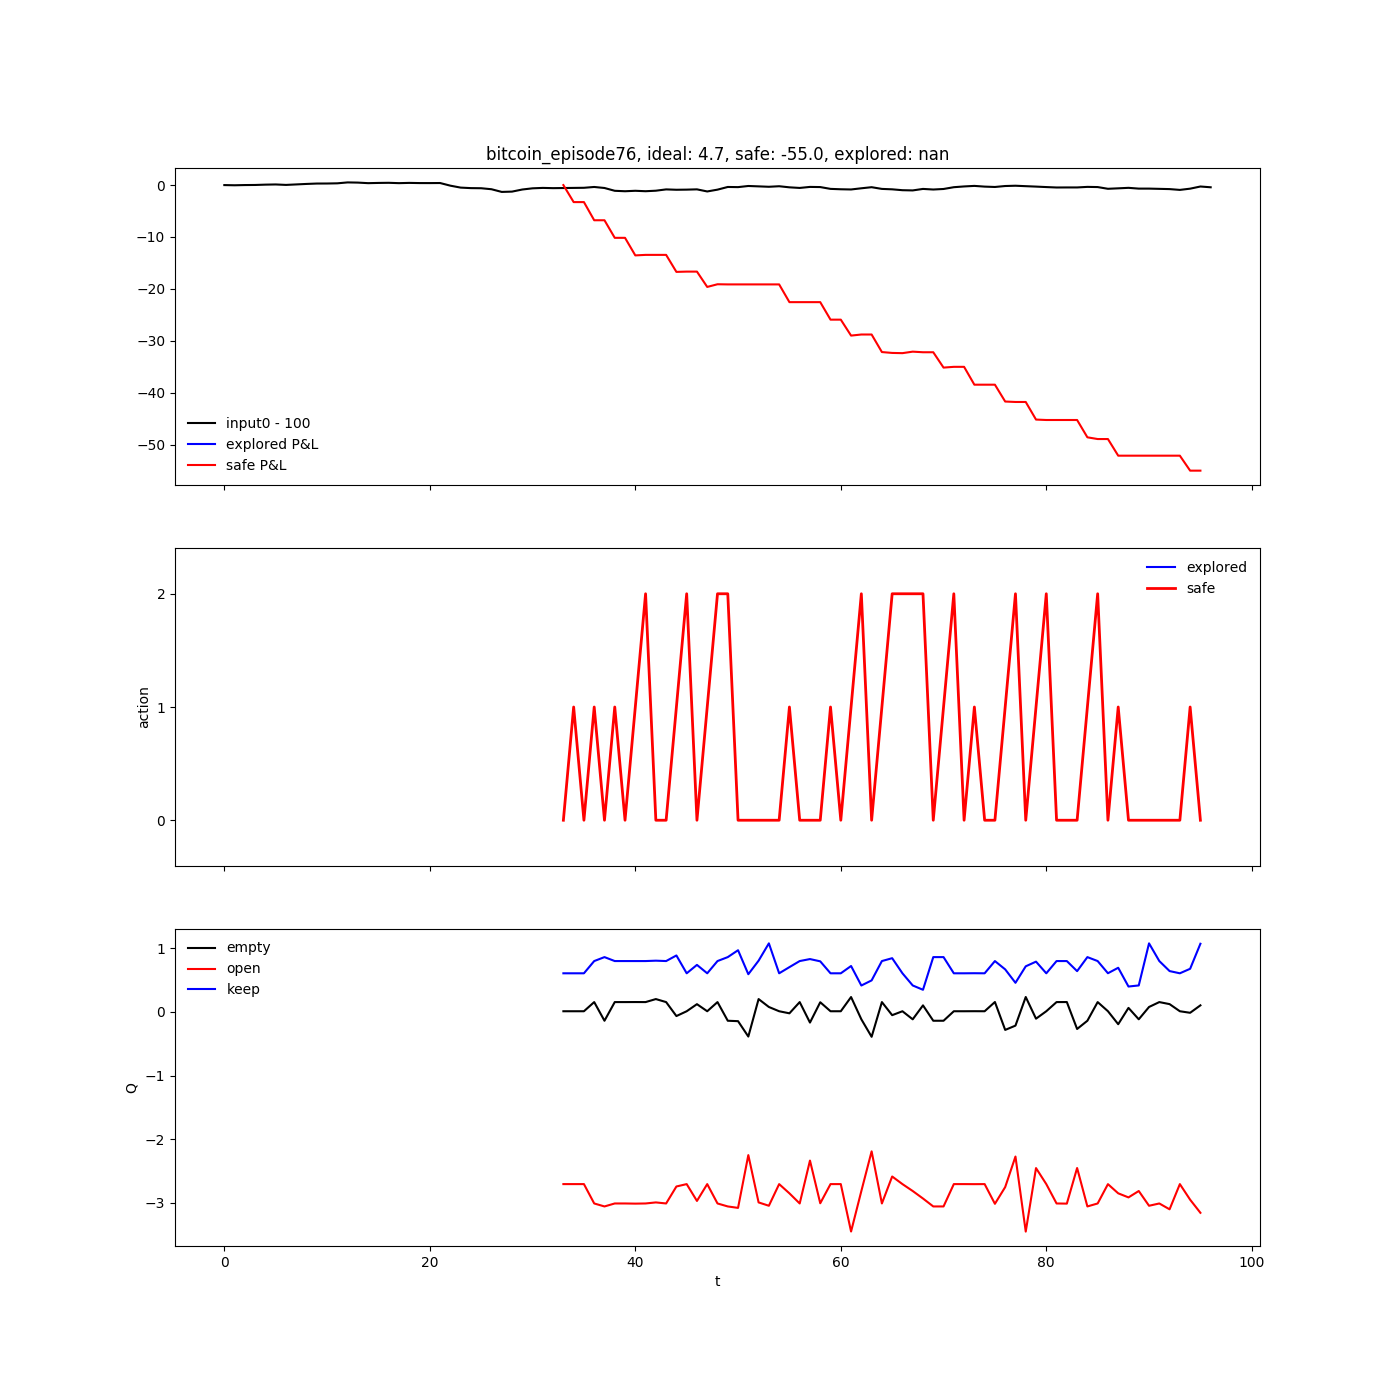 bitcoin_episode76, ideal: 4.7, safe: -55.0, explored: nan
0
−10
−20
−30
−40
−50
input0 - 100
explored P&L
safe P&L
2
1
0
action
explored
safe
1
0
−1
−2
−3
Q
empty
open
keep
0
20
40
60
80
100
t